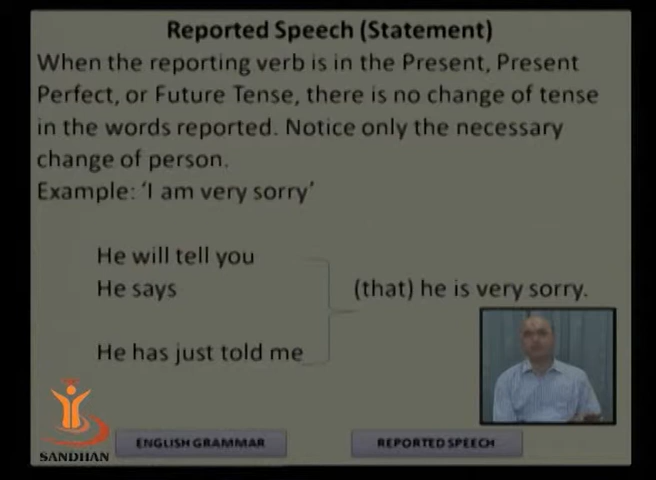 Reported Speech (Statement)
When the reporting verb is in the Present, Present
Perfect, or Future Tense, there is no change of tense
in the words reported. Notice only the necessary
change of person.
Example: ‘I am very sorry’
He will tell you
He says
(that) he is very sorry.
He has just told me
SANDHAN
ENGLISH GRAMMAR
REPORTED SPEECH